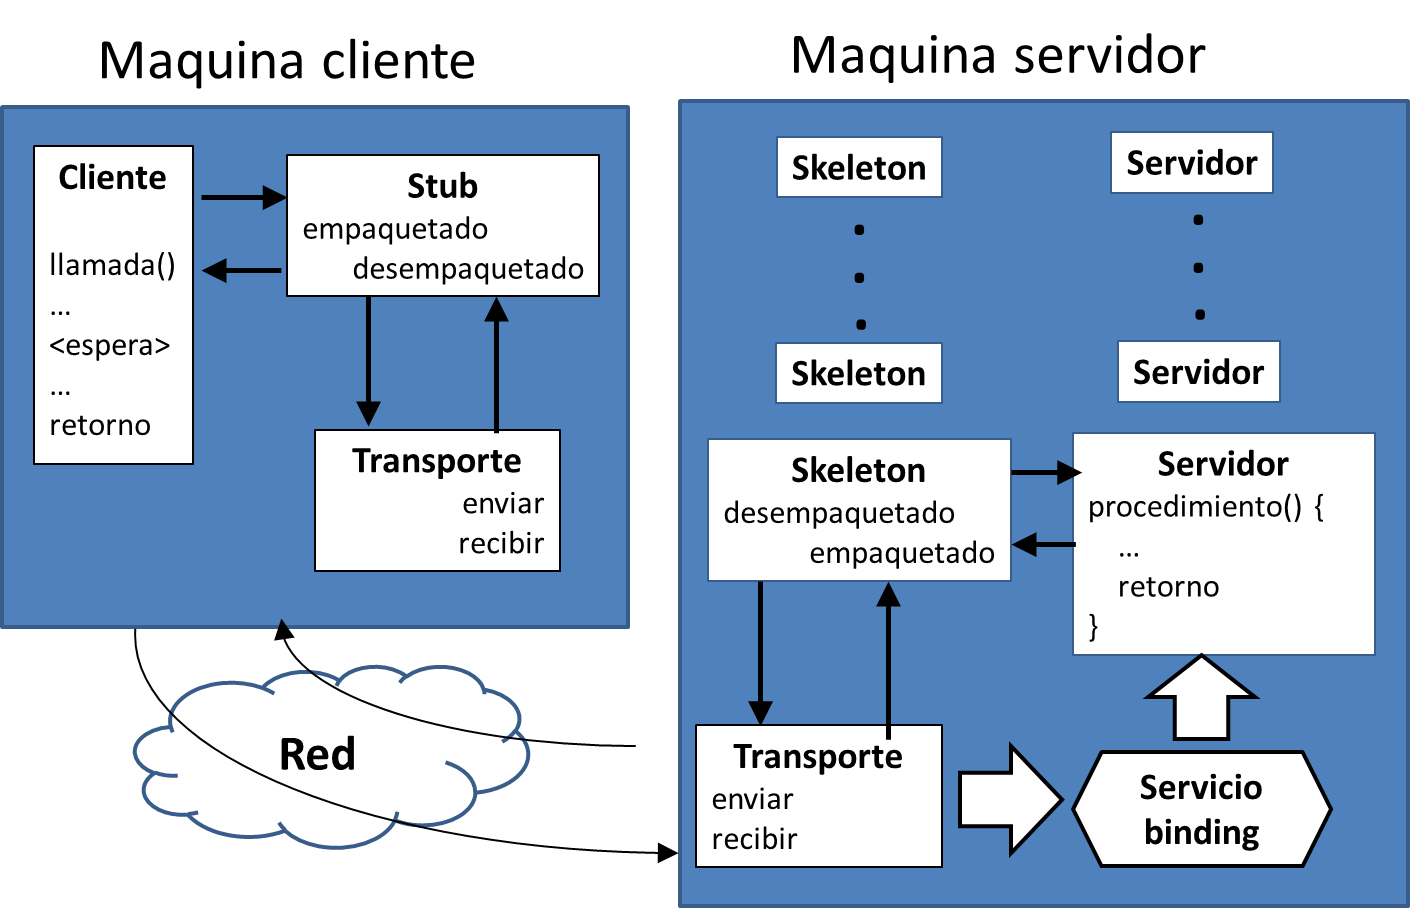 Maquina cliente
Cliente
llamada()
...
<espera>
...
retorno
Stub
empaquetado
desempaquetado
Transporte
enviar
recibir
Red
Maquina servidor
Skeleton
Servidor
Skeleton
Servidor
Skeleton
desempaquetado
empaquetado
Servidor
procedimiento() {
...
retorno
}
Transporte
enviar
recibir
Servicio
binding